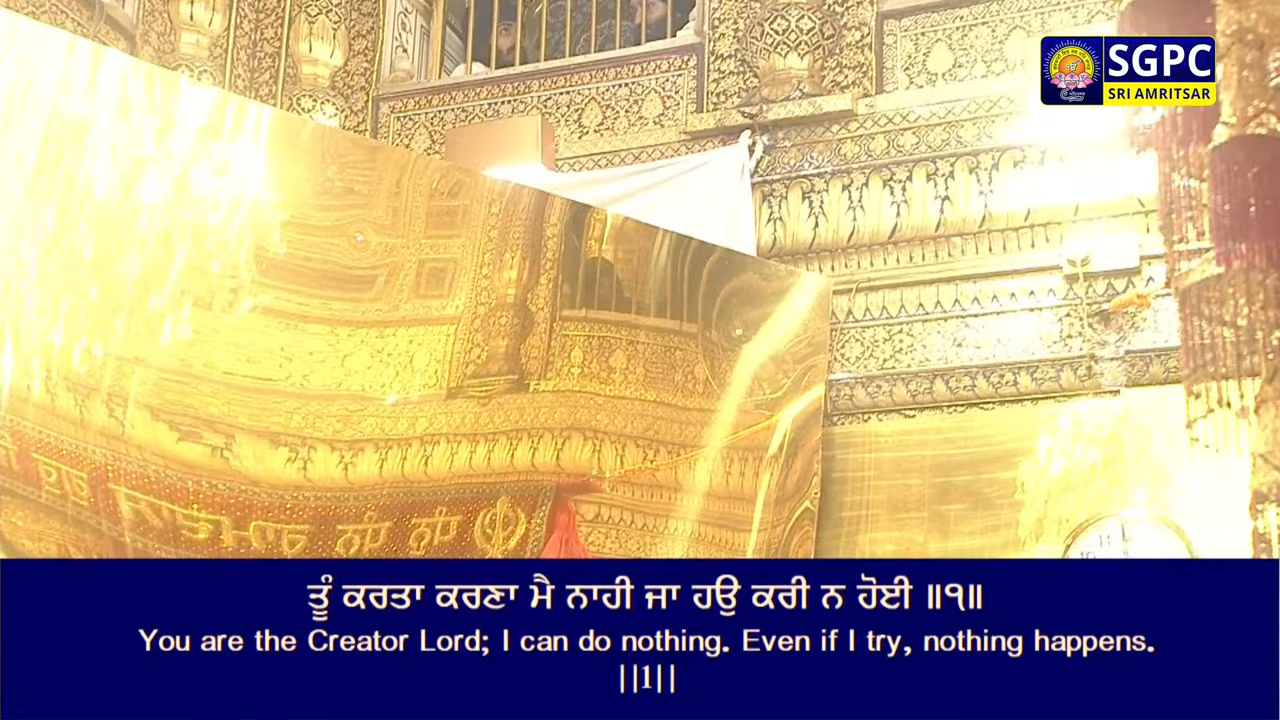 SGPC
SRI AMRITSAR
ਤੂੰ ਕਰਤਾ ਕਰਣਾ ਮੈ ਨਾਹੀ ਜਾ ਹਉ ਕਰੀ ਨ ਹੋਈ ॥੧॥
You are the Creator Lord; I can do nothing. Even if I try, nothing happens.
||1||